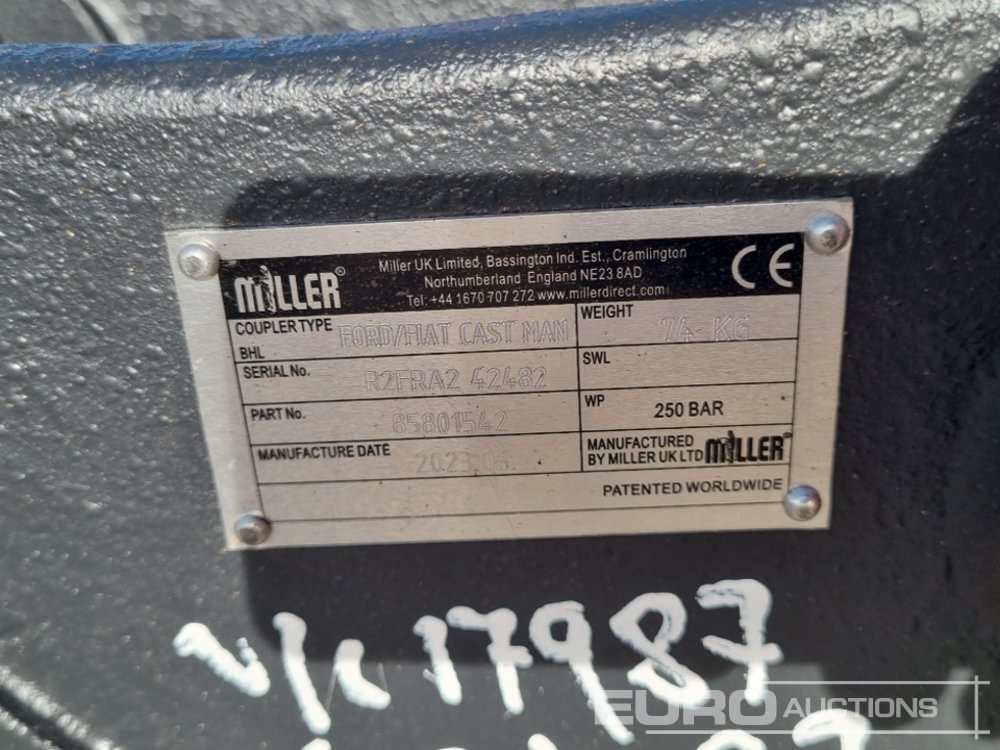 MILLER®
Miller UK Limited, Bassington Ind. Est., Cramlington
Northumberland England NE23 8AD
Tel: +44 1670 707 272 www.millerdirect.com
CE
COUPLER TYPE
BHL
FORD/FIAT CAST MAN
WEIGHT
74 KG
SERIAL No.
R2FRA2 42482
SWL
PART No.
85801542
WP
250 BAR
MANUFACTURE DATE
2023.06.
MANUFACTURED
BY MILLER UK LTD
MILLER®
PATENTED WORLDWIDE
17987
EURO AUCTIONS